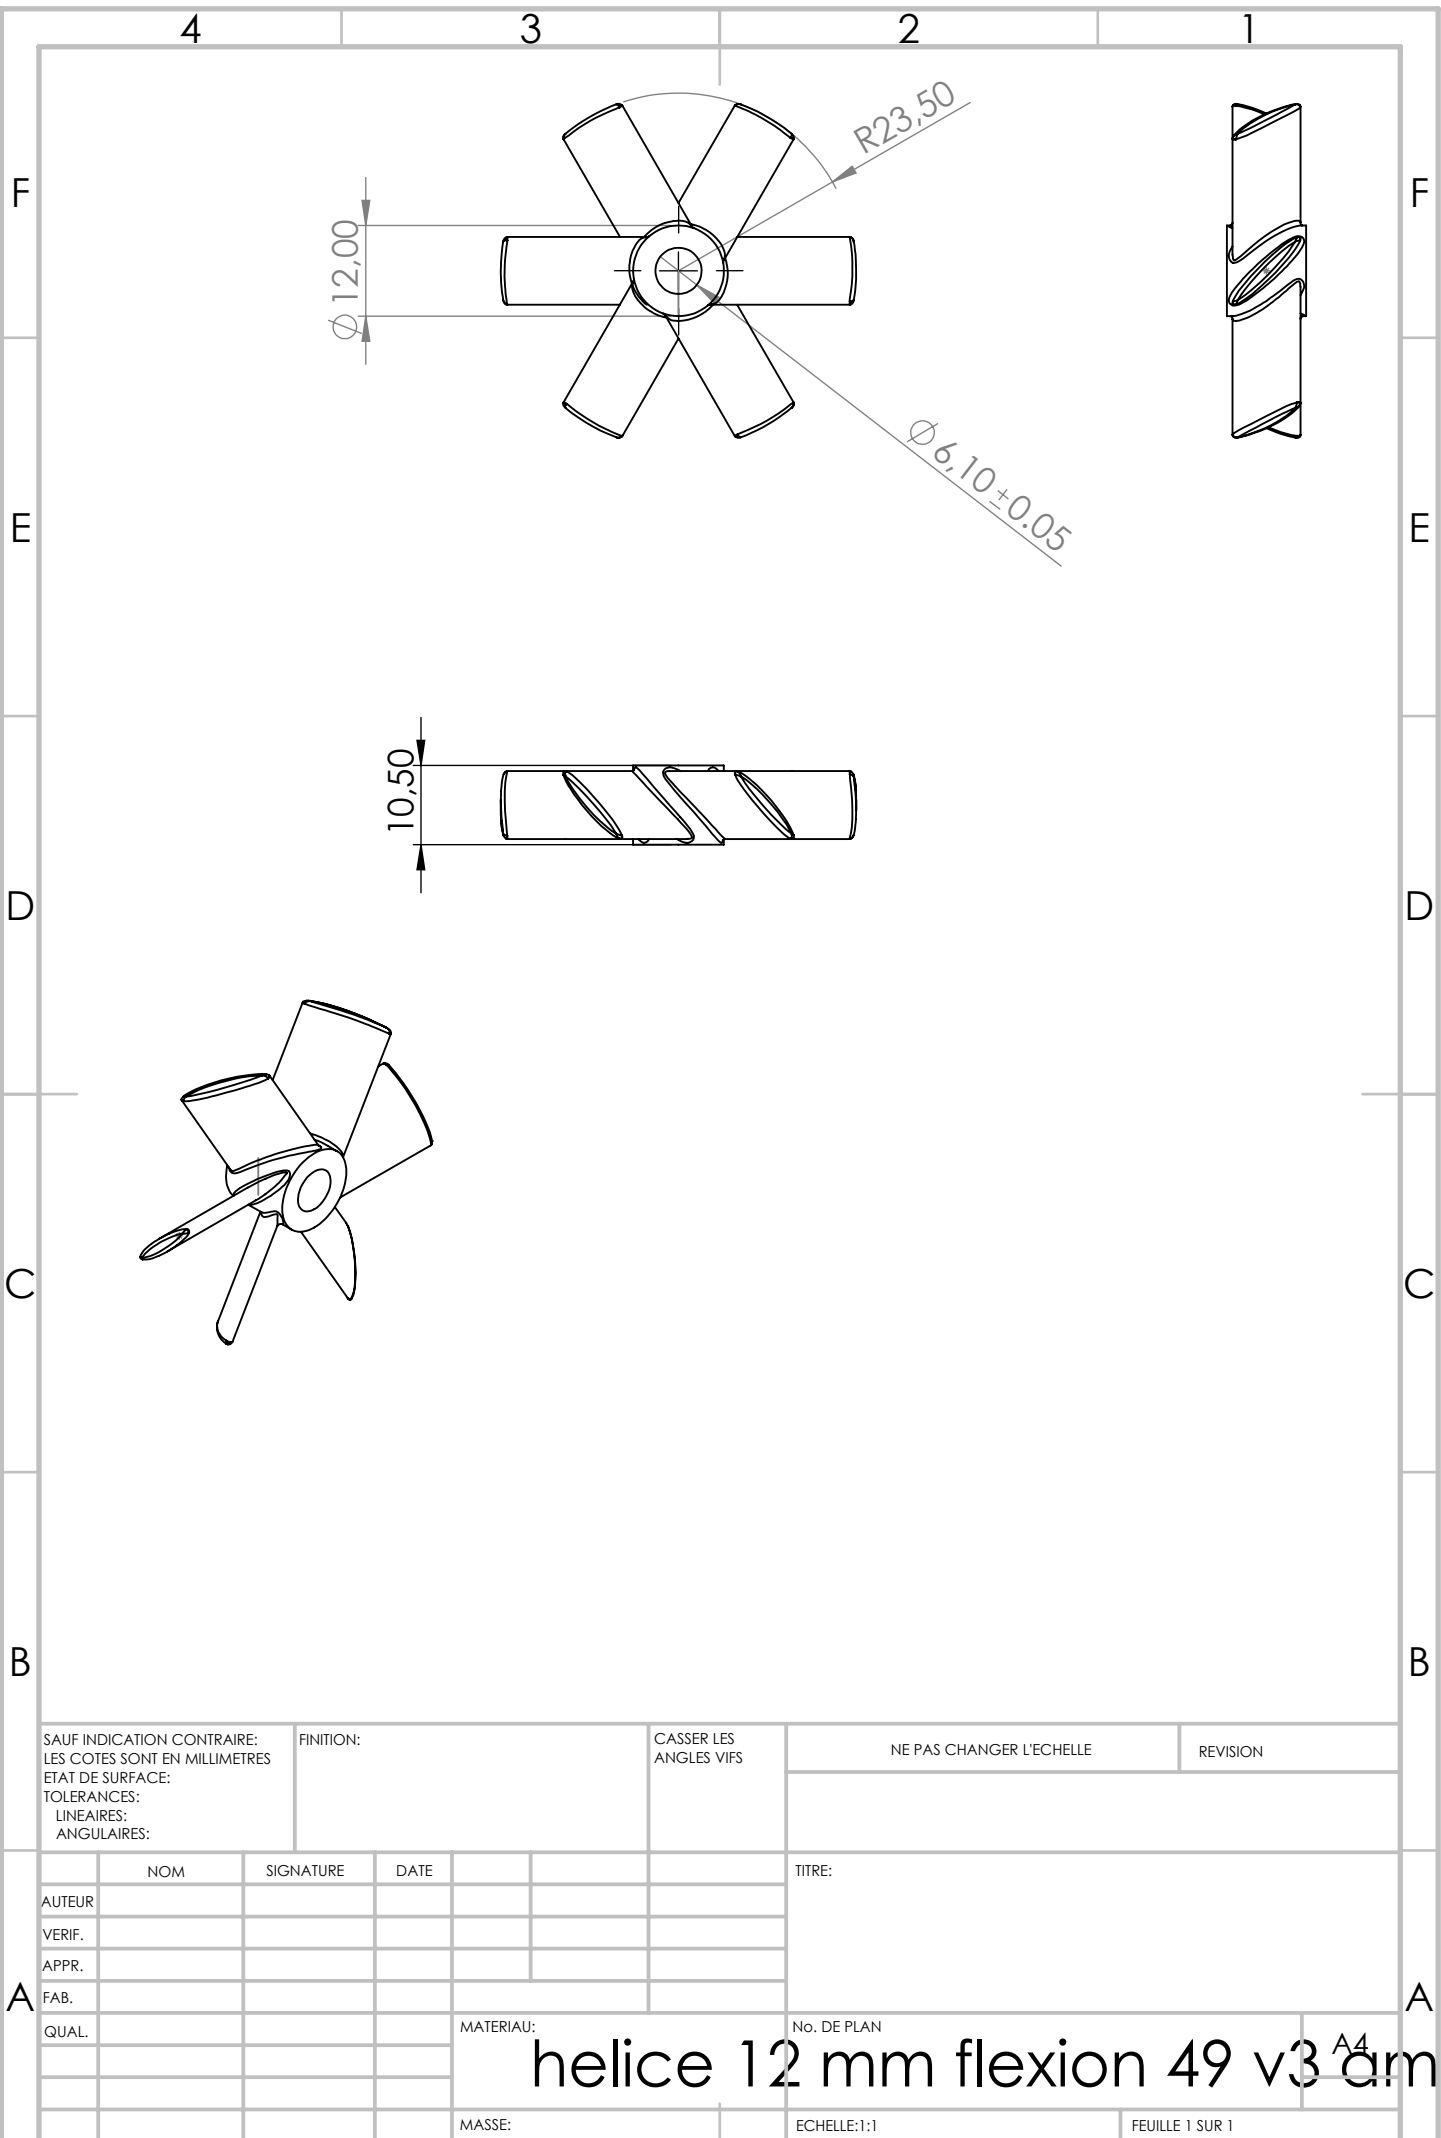 4 3 2 1
R23,50
F F
∅12,00
∅6,10±0.05
E E
10,50
D D
C C
B B
SAUF INDICATION CONTRAIRE:
LES COTES SONT EN MILLIMETRES
ETAT DE SURFACE:
TOLERANCES:
LINEAIRES:
ANGULAIRES:
FINITION:
CASSER LES
ANGLES VIFS
NE PAS CHANGER L'ECHELLE
REVISION
NOM SIGNATURE DATE
TITRE:
AUTEUR
VERIF.
APPR.
FAB.
QUAL.
A A
MATERIAU:
No. DE PLAN
helice 12 mm flexion 49 v3 am
A4
MASSE:
ECHELLE:1:1
FEUILLE 1 SUR 1